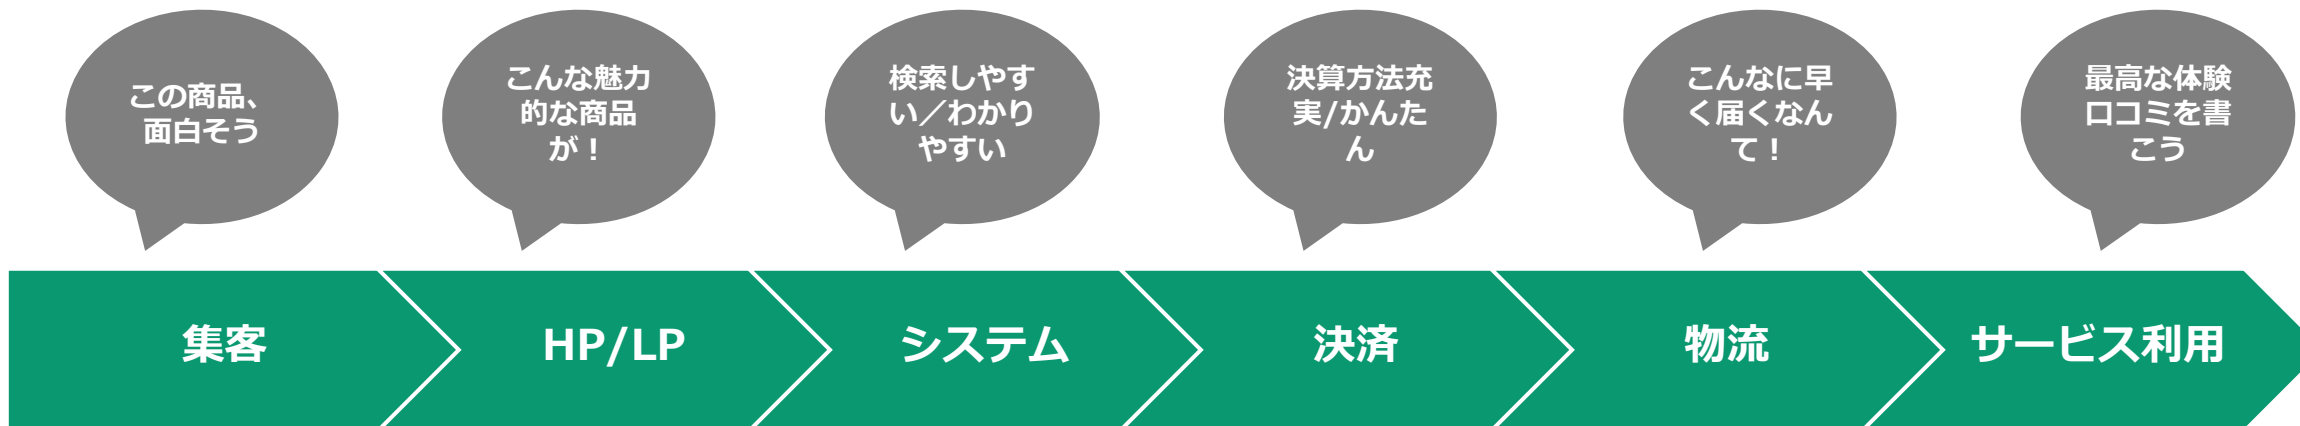 この商品、
面白そう
こんな魅力
的な商品
が！
検索しやす
い／わかり
やすい
決算方法充
実/かんた
ん
こんなに早
く届くなん
て！
最高な体験
口コミを書
こう
集客
HP/LP
システム
決済
物流
サービス利用